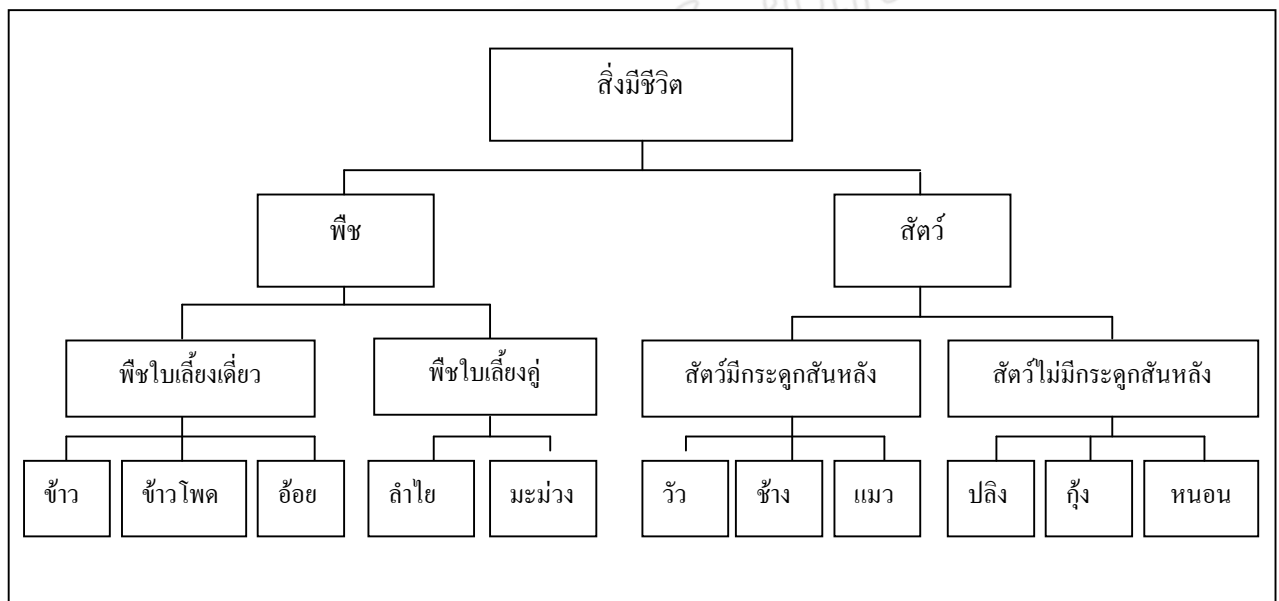 สิ่งมีชีวิต
พืช
สัตว์
พืชใบเลี้ยงเดี่ยว
พืชใบเลี้ยงคู่
สัตว์มีกระดูกสันหลัง
สัตว์ไม่มีกระดูกสันหลัง
ข้าว
ข้าวโพด
อ้อย
ลำไย
มะม่วง
วัว
ช้าง
แมว
ปลิง
กุ้ง
หนอน